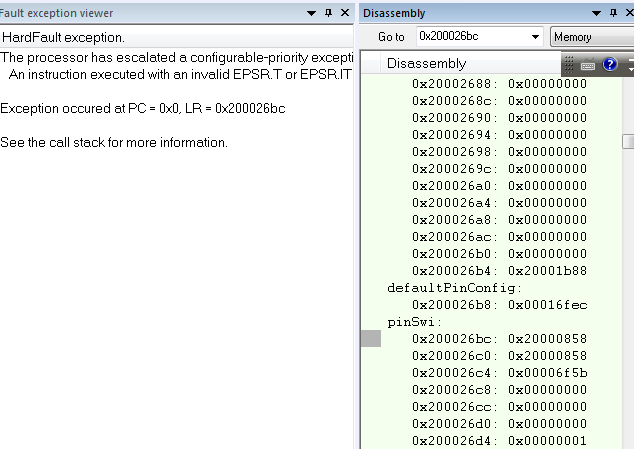 Fault exception viewer
HardFault exception.
The processor has escalated a configurable-priority excepti
An instruction executed with an invalid EPSR.T or EPSR.IT
Exception occured at PC = 0x0, LR = 0x200026bc
See the call stack for more information.
Disassembly
Go to 0x200026bc Memory
Disassembly
0x20002688: 0x00000000
0x2000268c: 0x00000000
0x20002690: 0x00000000
0x20002694: 0x00000000
0x20002698: 0x00000000
0x2000269c: 0x00000000
0x200026a0: 0x00000000
0x200026a4: 0x00000000
0x200026a8: 0x00000000
0x200026ac: 0x00000000
0x200026b0: 0x00000000
0x200026b4: 0x20001b88
defaultPinConfig:
0x200026b8: 0x00016fec
pinSwi:
0x200026bc: 0x20000858
0x200026c0: 0x20000858
0x200026c4: 0x00006f5b
0x200026c8: 0x00000000
0x200026cc: 0x00000000
0x200026d0: 0x00000000
0x200026d4: 0x00000001